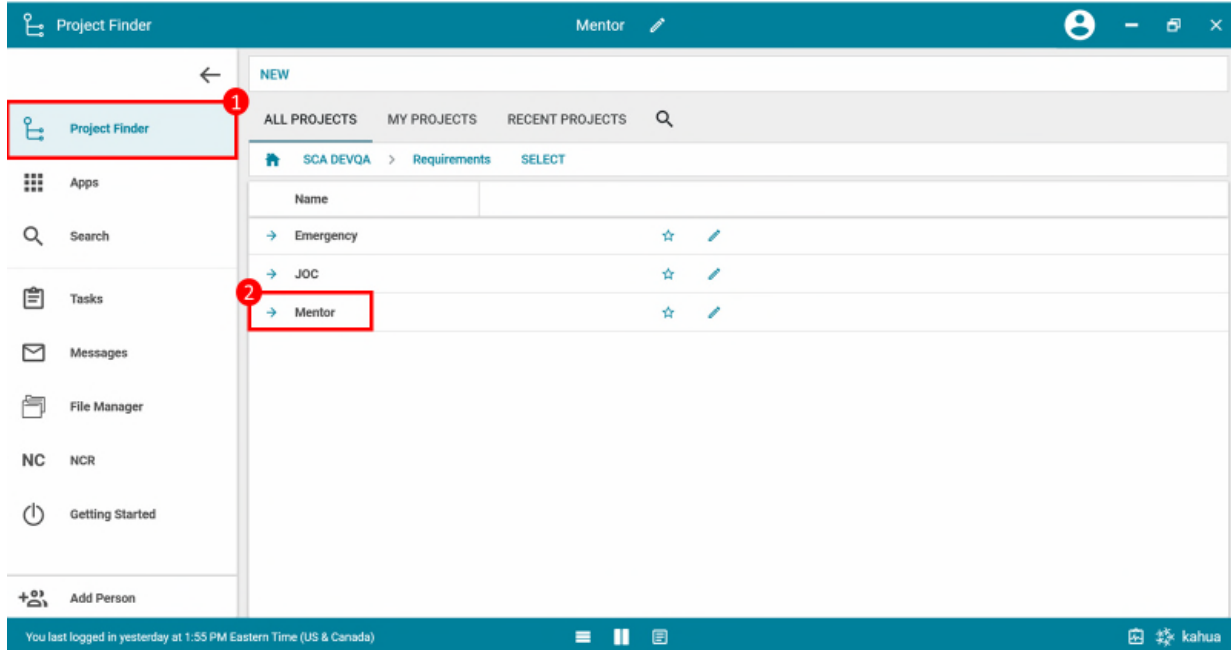 Project Finder
Mentor
NEW
1
Project Finder
ALL PROJECTS MY PROJECTS RECENT PROJECTS
SCA DEVQA > Requirements SELECT
Apps
Name
Search
Emergency
JOC
Tasks
2
Mentor
Messages
File Manager
NC NCR
Getting Started
Add Person
You last logged in yesterday at 1:55 PM Eastern Time (US & Canada)
kahua